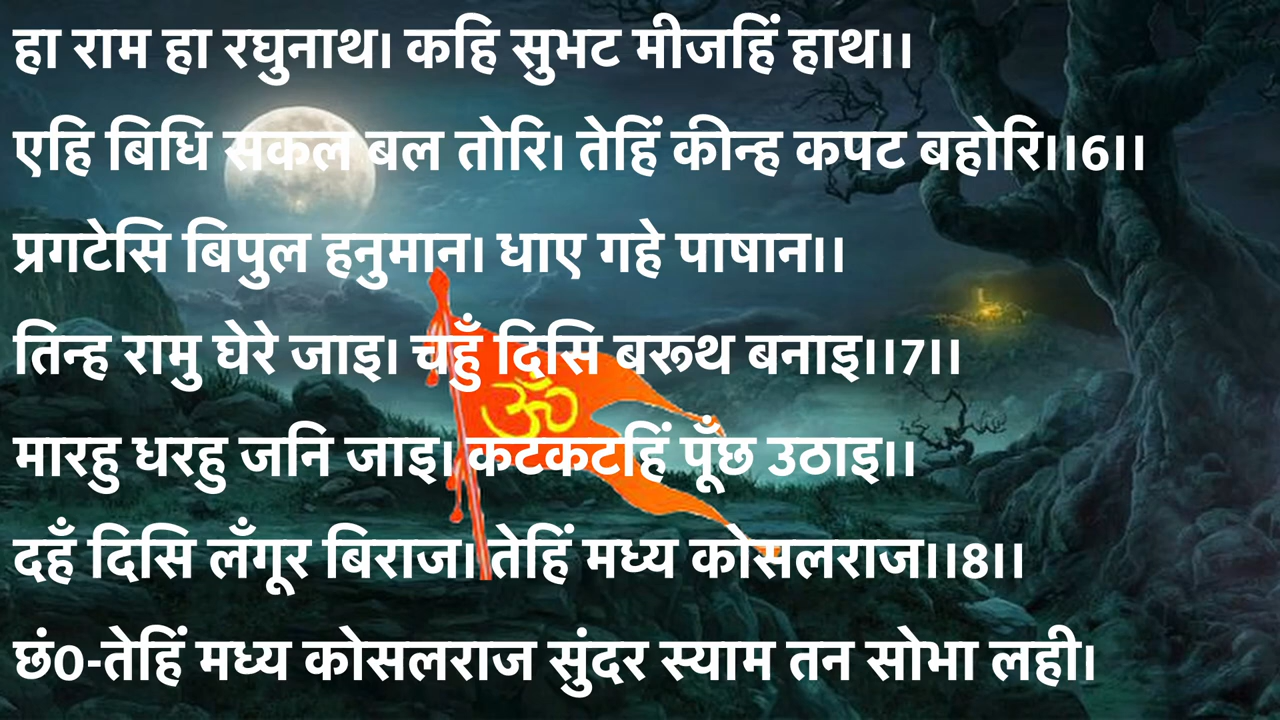 हा राम हा रघुनाथ। कहि सुभट मीजहिं हाथ।।
एहि बिधि सकल बल तोरि। तेहिं कीन्ह कपट बहोरि।।6।।
प्रगटेसि बिपुल हनुमान। धाए गहे पाषान।।
तिन्ह रामु घेरे जाइ। चहुँ दिसि बरूथ बनाइ।।7।।
मारहु धरहु जनि जाइ। कटकटहिं पूँछ उठाइ।।
दहँ दिसि लँगूर बिराज। तेहिं मध्य कोसलराज।।8।।
छं0-तेहिं मध्य कोसलराज सुंदर स्याम तन सोभा लही।
ॐ